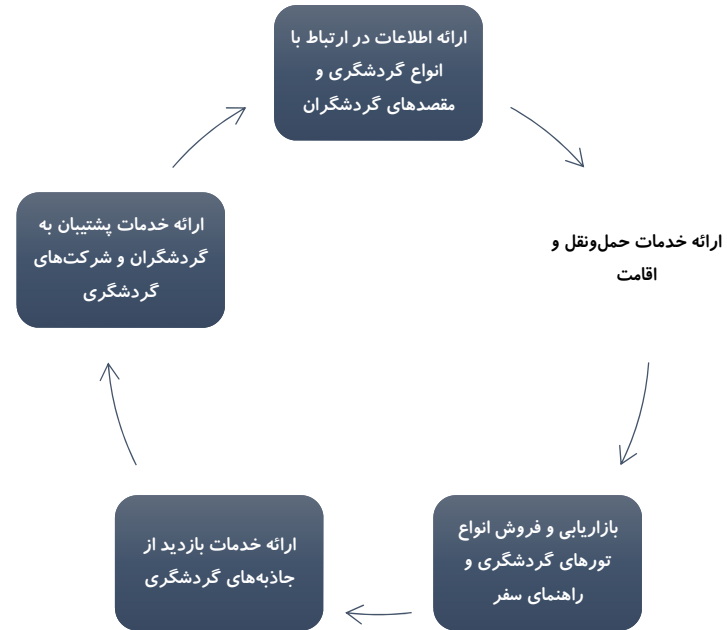 ارائه اطلاعات در ارتباط با
انواع گردشگری و
مقصدهای گردشگران
ارائه خدمات حمل‌ونقل و
اقامت
بازاریابی و فروش انواع
تورهای گردشگری و
راهنمای سفر
ارائه خدمات بازدید از
جاذبه‌های گردشگری
ارائه خدمات پشتیبان به
گردشگران و شرکت‌های
گردشگری